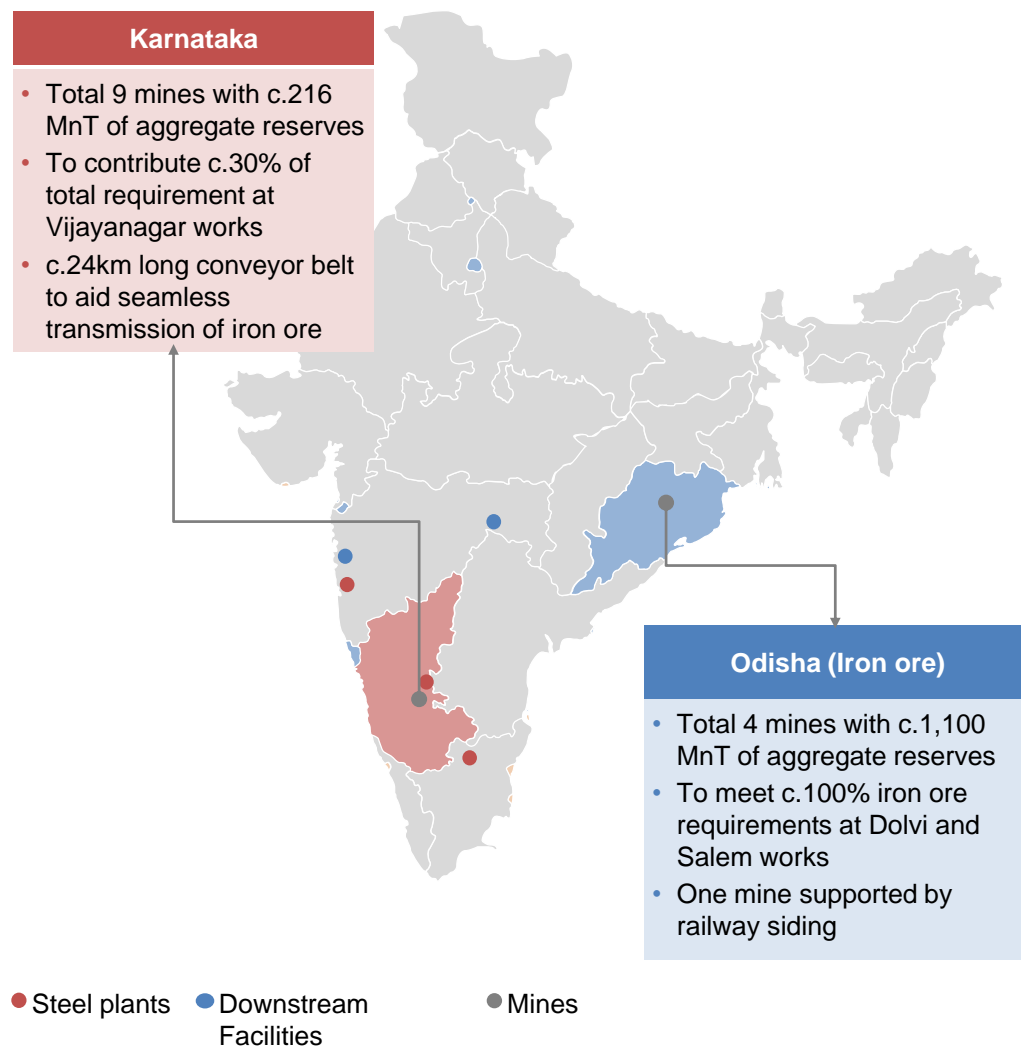 Karnataka
• Total 9 mines with c.216
MnT of aggregate reserves
• To contribute c.30% of
total requirement at
Vijayanagar works
• c.24km long conveyor belt
to aid seamless
transmission of iron ore
Odisha (Iron ore)
• Total 4 mines with c.1,100
MnT of aggregate reserves
• To meet c.100% iron ore
requirements at Dolvi and
Salem works
• One mine supported by
railway siding
Steel plants
Downstream
Facilities
Mines